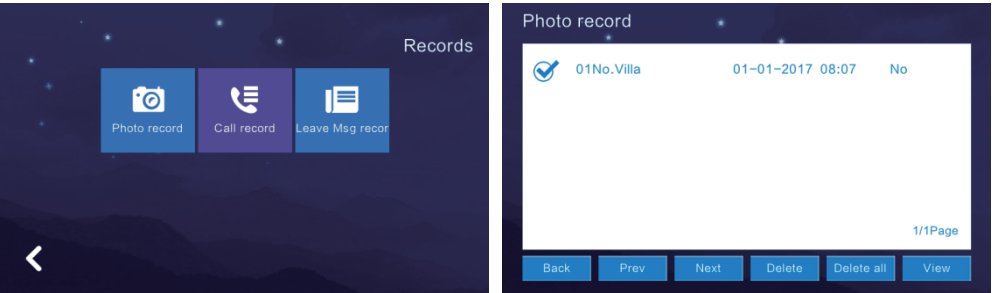 Records
Photo record
Call record
Leave Msg recor
Photo record
01No.Villa 01-01-2017 08:07 No
1/1Page
Back Prev Next Delete Delete all View